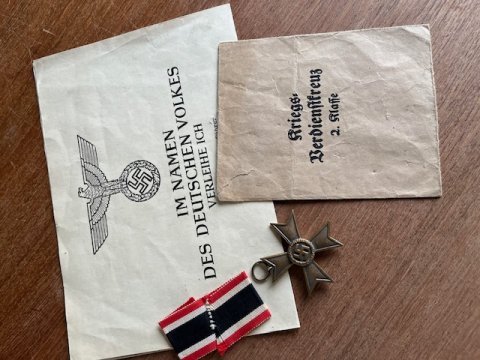 IM NAMEN
DES DEUTSCHEN VOLKES
VERLEIHE ICH
Kriegs-
Verdienstkreuz
2. Klasse